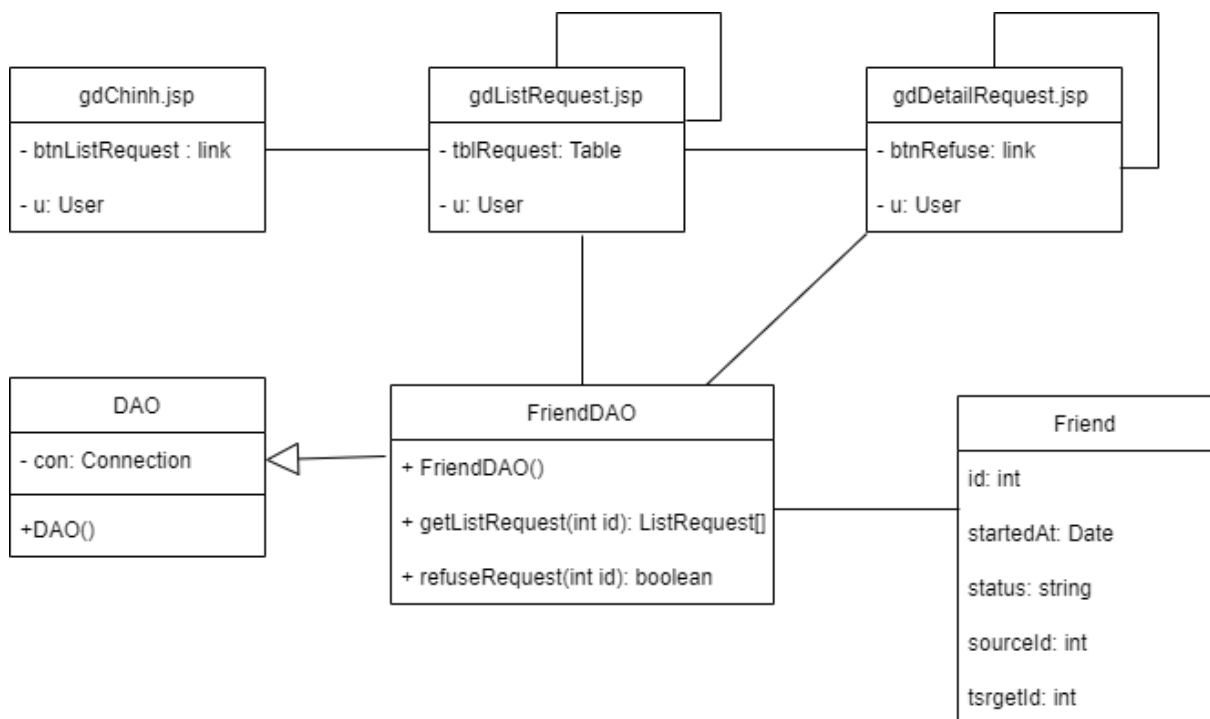 gdChinh.jsp
- btnListRequest : link
- u: User
gdListRequest.jsp
- tblRequest: Table
- u: User
gdDetailRequest.jsp
- btnRefuse: link
- u: User
DAO
- con: Connection
+DAO()
FriendDAO
+ FriendDAO()
+ getListRequest(int id): ListRequest[]
+ refuseRequest(int id): boolean
Friend
id: int
startedAt: Date
status: string
sourceId: int
tsrgetId: int